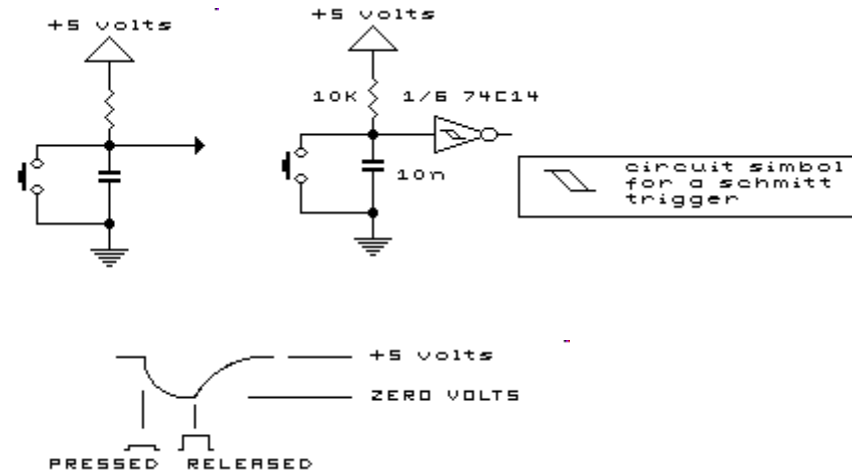 +5 volts
+5 volts
10K
1/6 74C14
10n
circuit simbol
for a schmitt
trigger
+5 volts
ZERO VOLTS
PRESSED
RELEASED